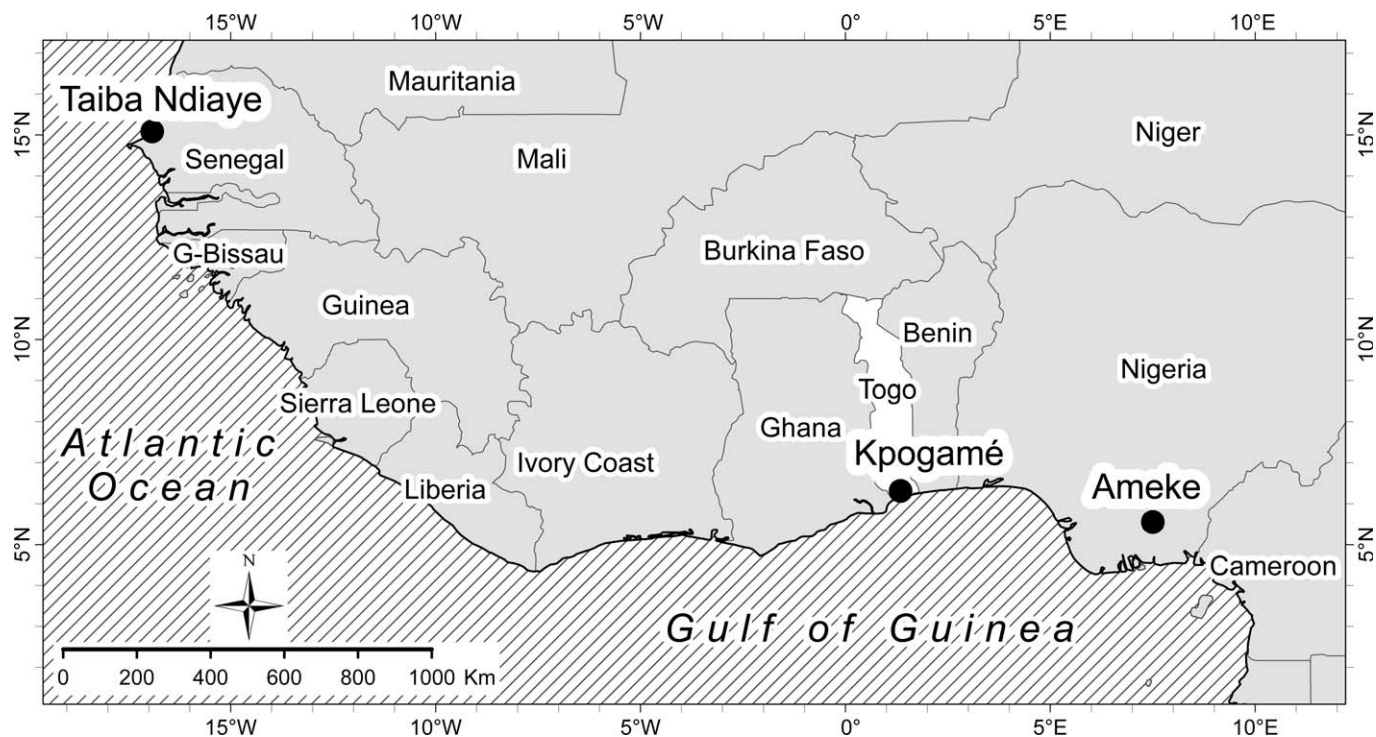 15°W 10°W 5°W 0° 5°E 10°E
Mauritania
Taiba Ndiaye
15°N
15°N
Niger
Senegal
Mali
G-Bissau
Burkina Faso
Guinea
10°N
Benin
10°N
Nigeria
Togo
Sierra Leone
Ghana
Atlantic
Ocean
Ivory Coast
Kpogamé
Liberia
Ameke
5°N
5°N
Cameroon
N
Gulf of Guinea
0 200 400 600 800 1000 Km
15°W 10°W 5°W 0° 5°E 10°E